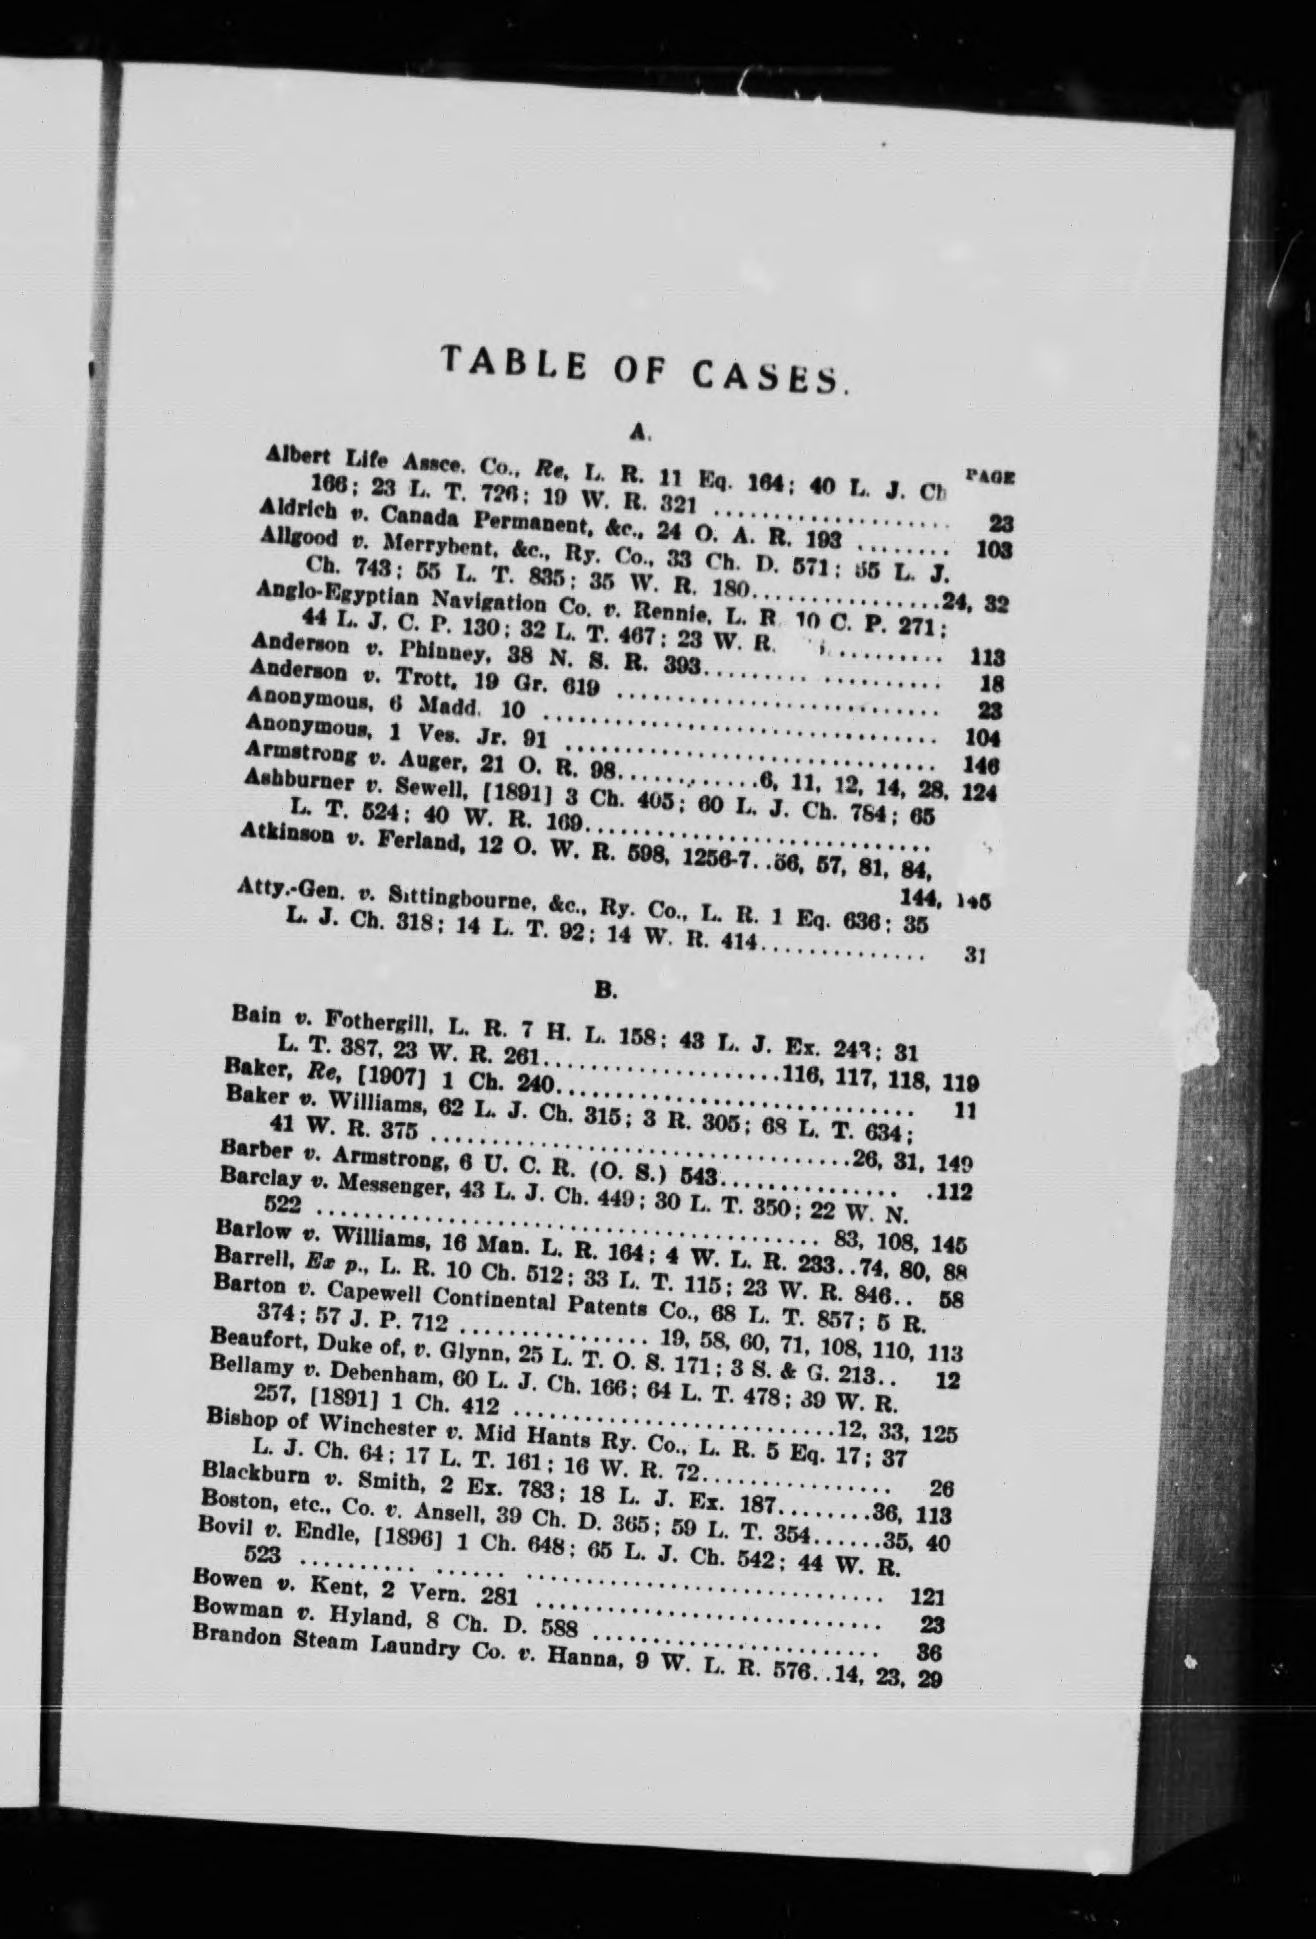 TABLE OF CASES.
A.
PAGE
Albert Life Assce. Co., Re, L. R. 11 Eq. 164; 40 L. J. Ch
166; 23 L. T. 726; 19 W. R. 321 .................... 23
Aldrich v. Canada Permanent, &c., 24 O. A. R. 193 ........ 103
Allgood v. Merrybent, &c., Ry. Co., 33 Ch. D. 571; 55 L. J.
Ch. 743; 55 L. T. 835; 35 W. R. 180................24, 32
Anglo-Egyptian Navigation Co. v. Rennie, L. R. 10 C. P. 271;
44 L. J. C. P. 130; 32 L. T. 467; 23 W. R. .......... 113
Anderson v. Phinney, 38 N. S. R. 393................... 18
Anderson v. Trott, 19 Gr. 619 ........................... 23
Anonymous, 6 Madd. 10 ................................. 104
Anonymous, 1 Ves. Jr. 91 ............................... 146
Armstrong v. Auger, 21 O. R. 98............6, 11, 12, 14, 28, 124
Ashburner v. Sewell, [1891] 3 Ch. 405; 60 L. J. Ch. 784; 65
L. T. 524; 40 W. R. 169.............................
Atkinson v. Ferland, 12 O. W. R. 598, 1256-7..56, 57, 81, 84,
144, 145
Atty.-Gen. v. Sittingbourne, &c., Ry. Co., L. R. 1 Eq. 636; 35
L. J. Ch. 318; 14 L. T. 92; 14 W. R. 414.............. 31
B.
Bain v. Fothergill, L. R. 7 H. L. 158; 43 L. J. Ex. 243; 31
L. T. 387, 23 W. R. 261....................116, 117, 118, 119
Baker, Re, [1907] 1 Ch. 240.............................. 11
Baker v. Williams, 62 L. J. Ch. 315; 3 R. 305; 68 L. T. 634;
41 W. R. 375 ...................................26, 31, 149
Barber v. Armstrong, 6 U. C. R. (O. S.) 543............... .112
Barclay v. Messenger, 43 L. J. Ch. 449; 30 L. T. 350; 22 W. N.
522 .......................................... 83, 108, 145
Barlow v. Williams, 16 Man. L. R. 164; 4 W. L. R. 233..74, 80, 88
Barrell, Ex p., L. R. 10 Ch. 512; 33 L. T. 115; 23 W. R. 846.. 58
Barton v. Capewell Continental Patents Co., 68 L. T. 857; 5 R.
374; 57 J. P. 712 ................ 19, 58, 60, 71, 108, 110, 113
Beaufort, Duke of, v. Glynn, 25 L. T. O. S. 171; 3 S. & G. 213.. 12
Bellamy v. Debenham, 60 L. J. Ch. 166; 64 L. T. 478; 39 W. R.
257, [1891] 1 Ch. 412 ...........................12, 33, 125
Bishop of Winchester v. Mid Hants Ry. Co., L. R. 5 Eq. 17; 37
L. J. Ch. 64; 17 L. T. 161; 16 W. R. 72................ 26
Blackburn v. Smith, 2 Ex. 783; 18 L. J. Ex. 187........36, 113
Boston, etc., Co. v. Ansell, 39 Ch. D. 365; 59 L. T. 354......35, 40
Bovil v. Endle, [1896] 1 Ch. 648; 65 L. J. Ch. 542; 44 W. R.
523 .......... ...... .............................. 121
Bowen v. Kent, 2 Vern. 281 ............................. 23
Bowman v. Hyland, 8 Ch. D. 588 ........................ 36
Brandon Steam Laundry Co. v. Hanna, 9 W. L. R. 576..14, 23, 29